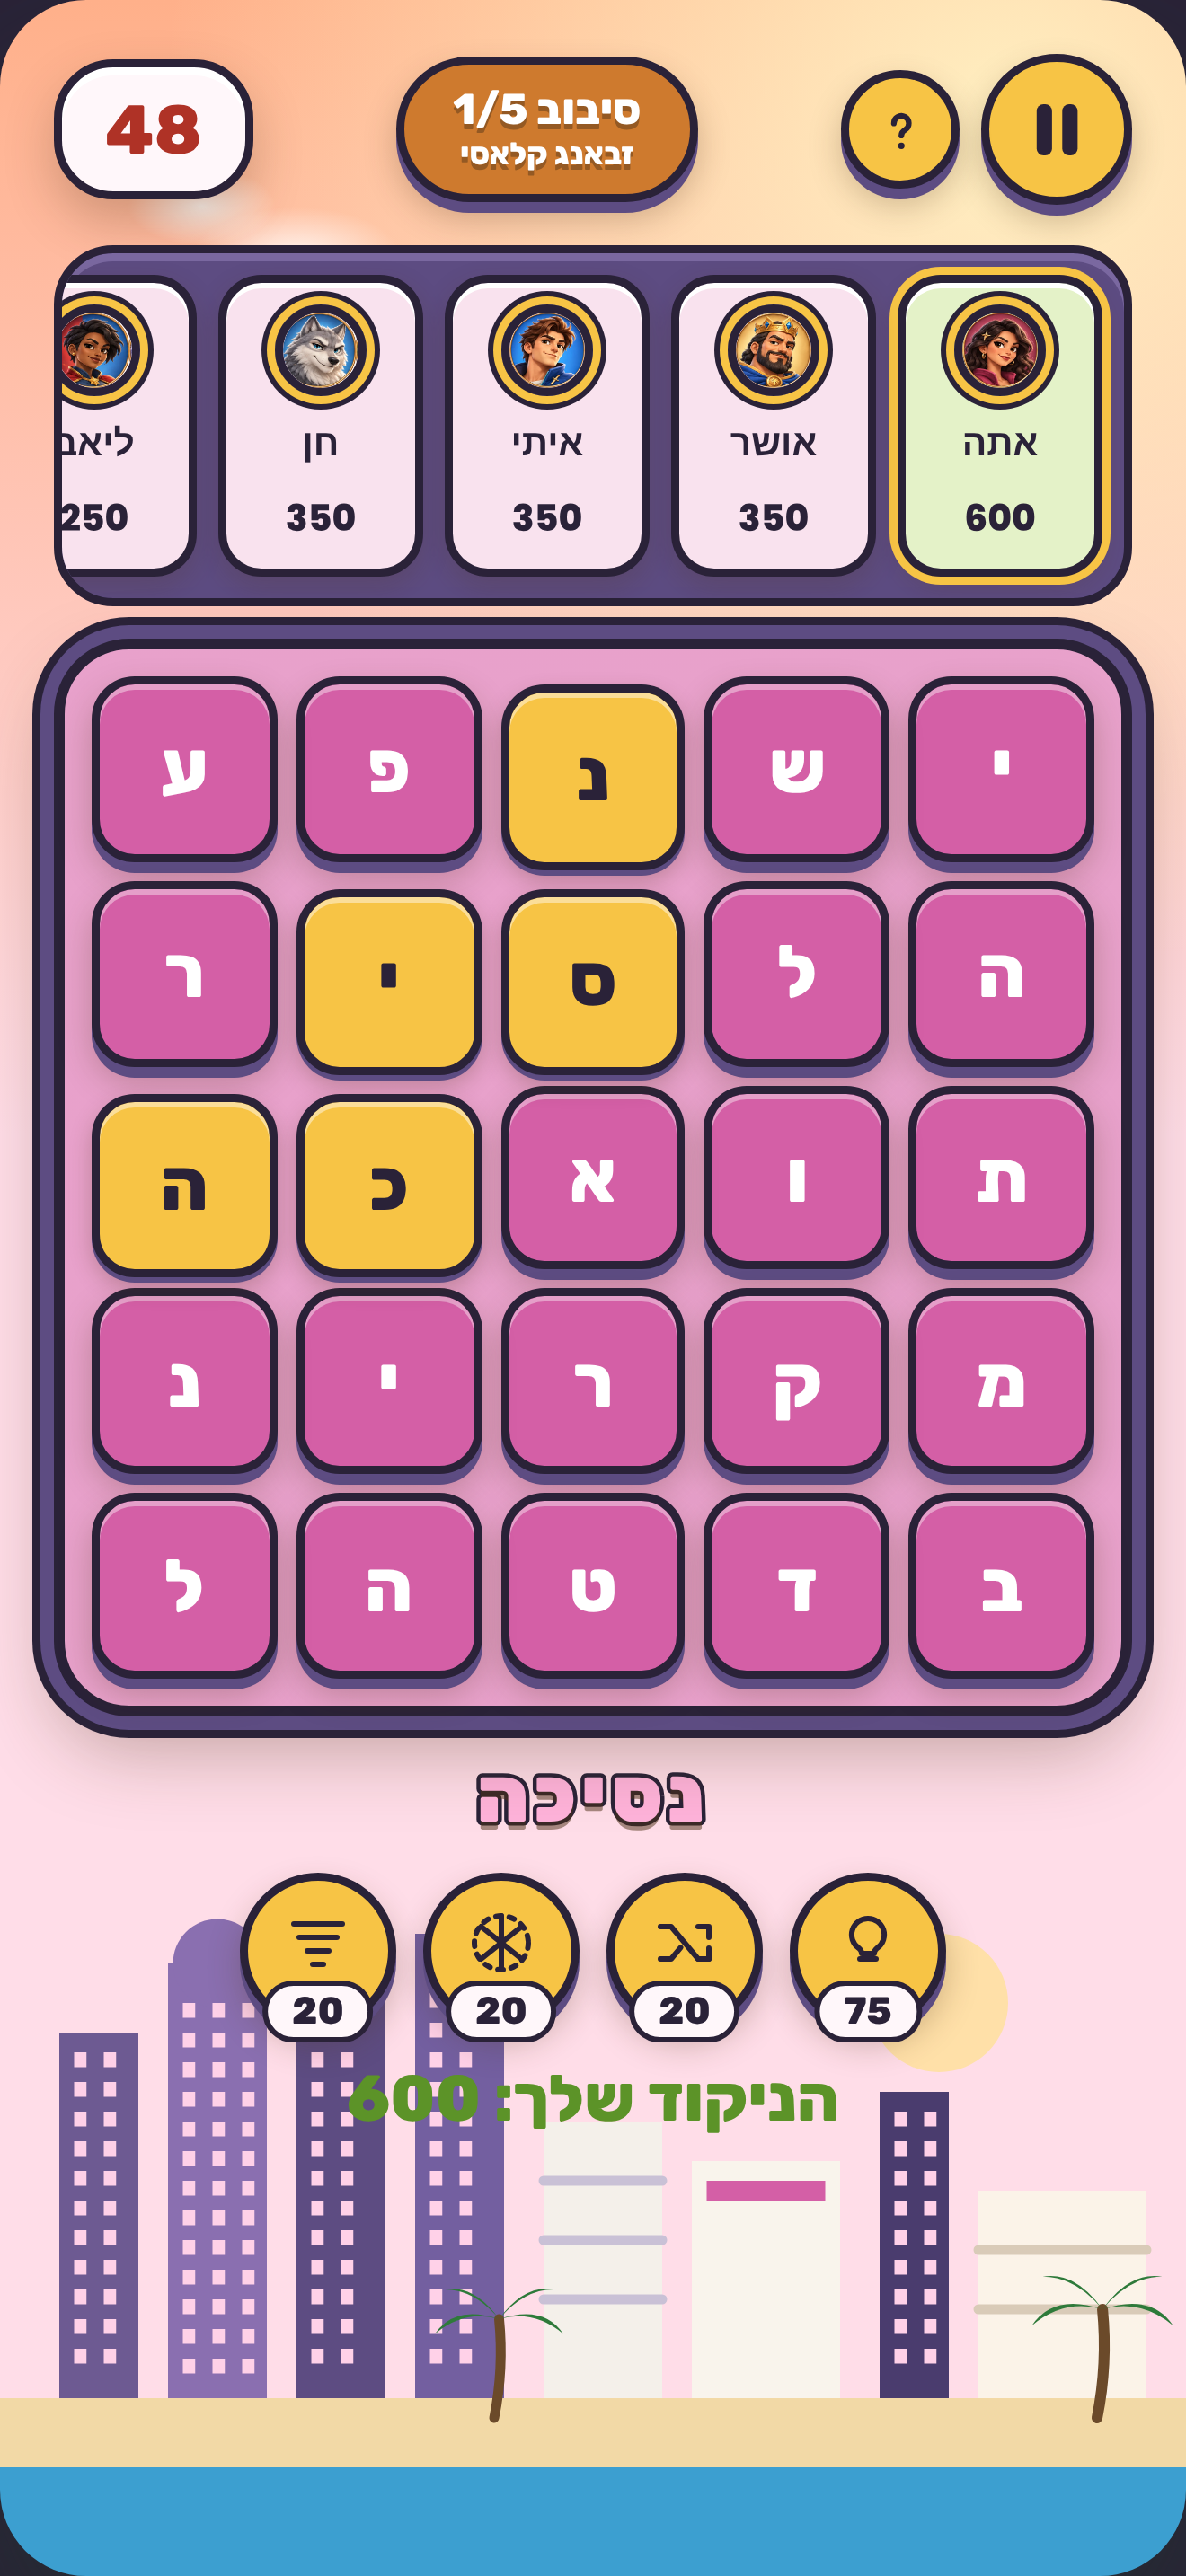 ? סיבוב 1/5 48
זבאנג קלאסי
אתה אושר איתי חן ליאב
600 350 350 350 250
י ש נ פ ע
ה ל ס י ר
ת ו א כ ה
מ ק ר י נ
ב ד ט ה ל
נסיכה
75 20 20 20
הניקוד שלך: 600